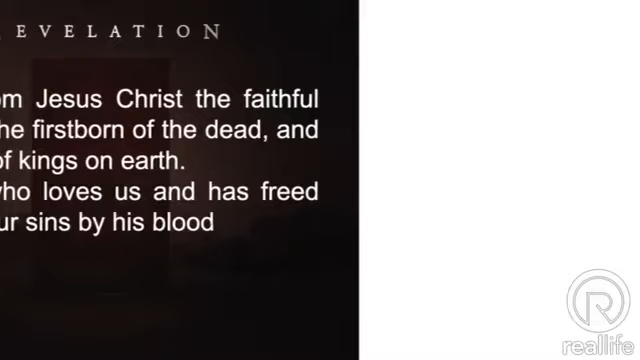 EVELATION
om Jesus Christ the faithful
he firstborn of the dead, and
of kings on earth.
who loves us and has freed
ur sins by his blood
R
reallife